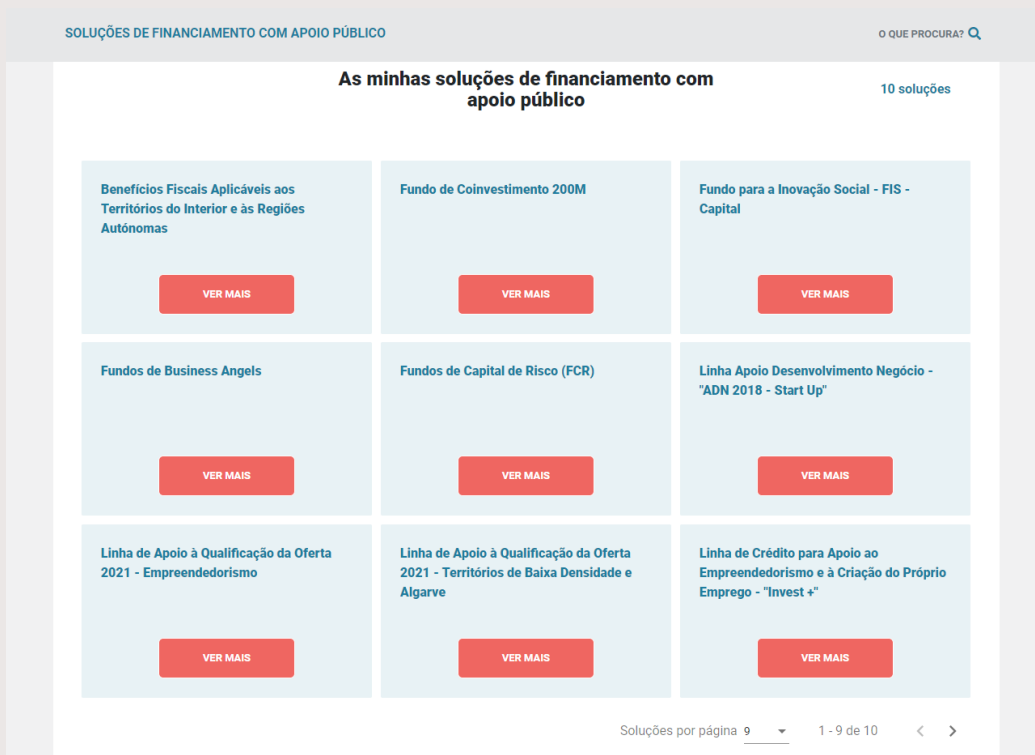 SOLUÇÕES DE FINANCIAMENTO COM APOIO PÚBLICO
O QUE PROCURA?
As minhas soluções de financiamento com
apoio público
10 soluções
Benefícios Fiscais Aplicáveis aos
Territórios do Interior e às Regiões
Autónomas
VER MAIS
Fundo de Coinvestimento 200M
VER MAIS
Fundo para a Inovação Social - FIS -
Capital
VER MAIS
Fundos de Business Angels
VER MAIS
Fundos de Capital de Risco (FCR)
VER MAIS
Linha Apoio Desenvolvimento Negócio -
"ADN 2018 - Start Up"
VER MAIS
Linha de Apoio à Qualificação da Oferta
2021 - Empreendedorismo
VER MAIS
Linha de Apoio à Qualificação da Oferta
2021 - Territórios de Baixa Densidade e
Algarve
VER MAIS
Linha de Crédito para Apoio ao
Empreendedorismo e à Criação do Próprio
Emprego - "Invest +"
VER MAIS
Soluções por página 9
1 - 9 de 10